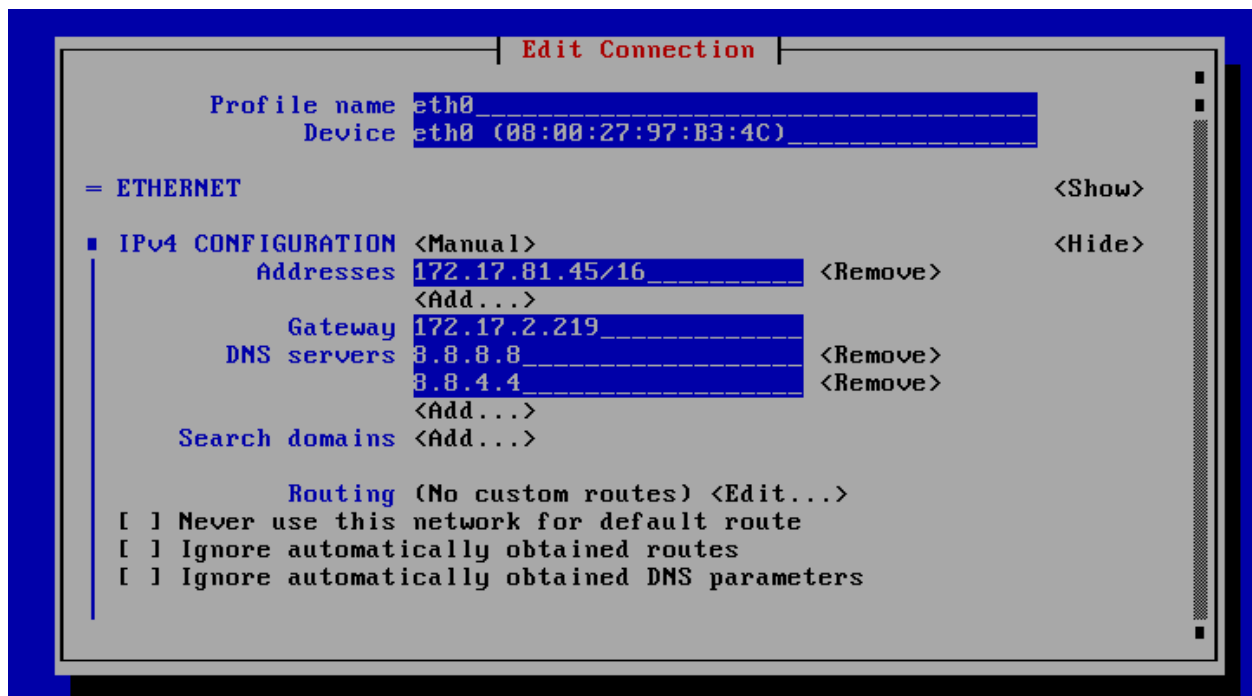 Edit Connection
Profile name eth0
Device eth0 (08:00:27:97:B3:4C)
= ETHERNET <Show>
IPv4 CONFIGURATION <Manual> <Hide>
Addresses 172.17.81.45/16 <Remove>
<Add...>
Gateway 172.17.2.219
DNS servers 8.8.8.8 <Remove>
8.8.4.4 <Remove>
<Add...>
Search domains <Add...>
Routing (No custom routes) <Edit...>
[ ] Never use this network for default route
[ ] Ignore automatically obtained routes
[ ] Ignore automatically obtained DNS parameters